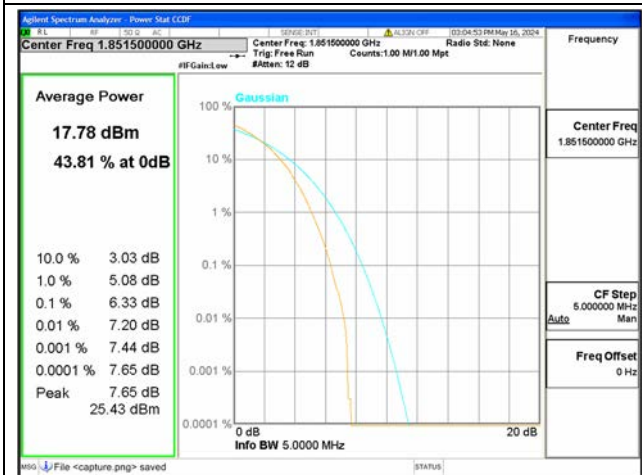 Agilent Spectrum Analyzer - Power Stat CCDF
RL RF 50 Ω AC SENSE:INT ALIGN OFF 03:04:53 PM May 16, 2024
Center Freq 1.851500000 GHz
Center Freq: 1.851500000 GHz Radio Std: None
Trig: Free Run Counts:1.00 M/1.00 Mpt
#IFGain:Low #Atten: 12 dB
Frequency
Average Power
17.78 dBm
43.81 % at 0dB
10.0 % 3.03 dB
1.0 % 5.08 dB
0.1 % 6.33 dB
0.01 % 7.20 dB
0.001 % 7.44 dB
0.0001 % 7.65 dB
Peak 7.65 dB
25.43 dBm
Gaussian
100 %
10 %
1 %
0.1 %
0.01 %
0.001 %
0.0001 %
0 dB 20 dB
Info BW 5.0000 MHz
Center Freq
1.851500000 GHz
CF Step
5.000000 MHz
Auto Man
Freq Offset
0 Hz
MSG File <capture.png> saved STATUS